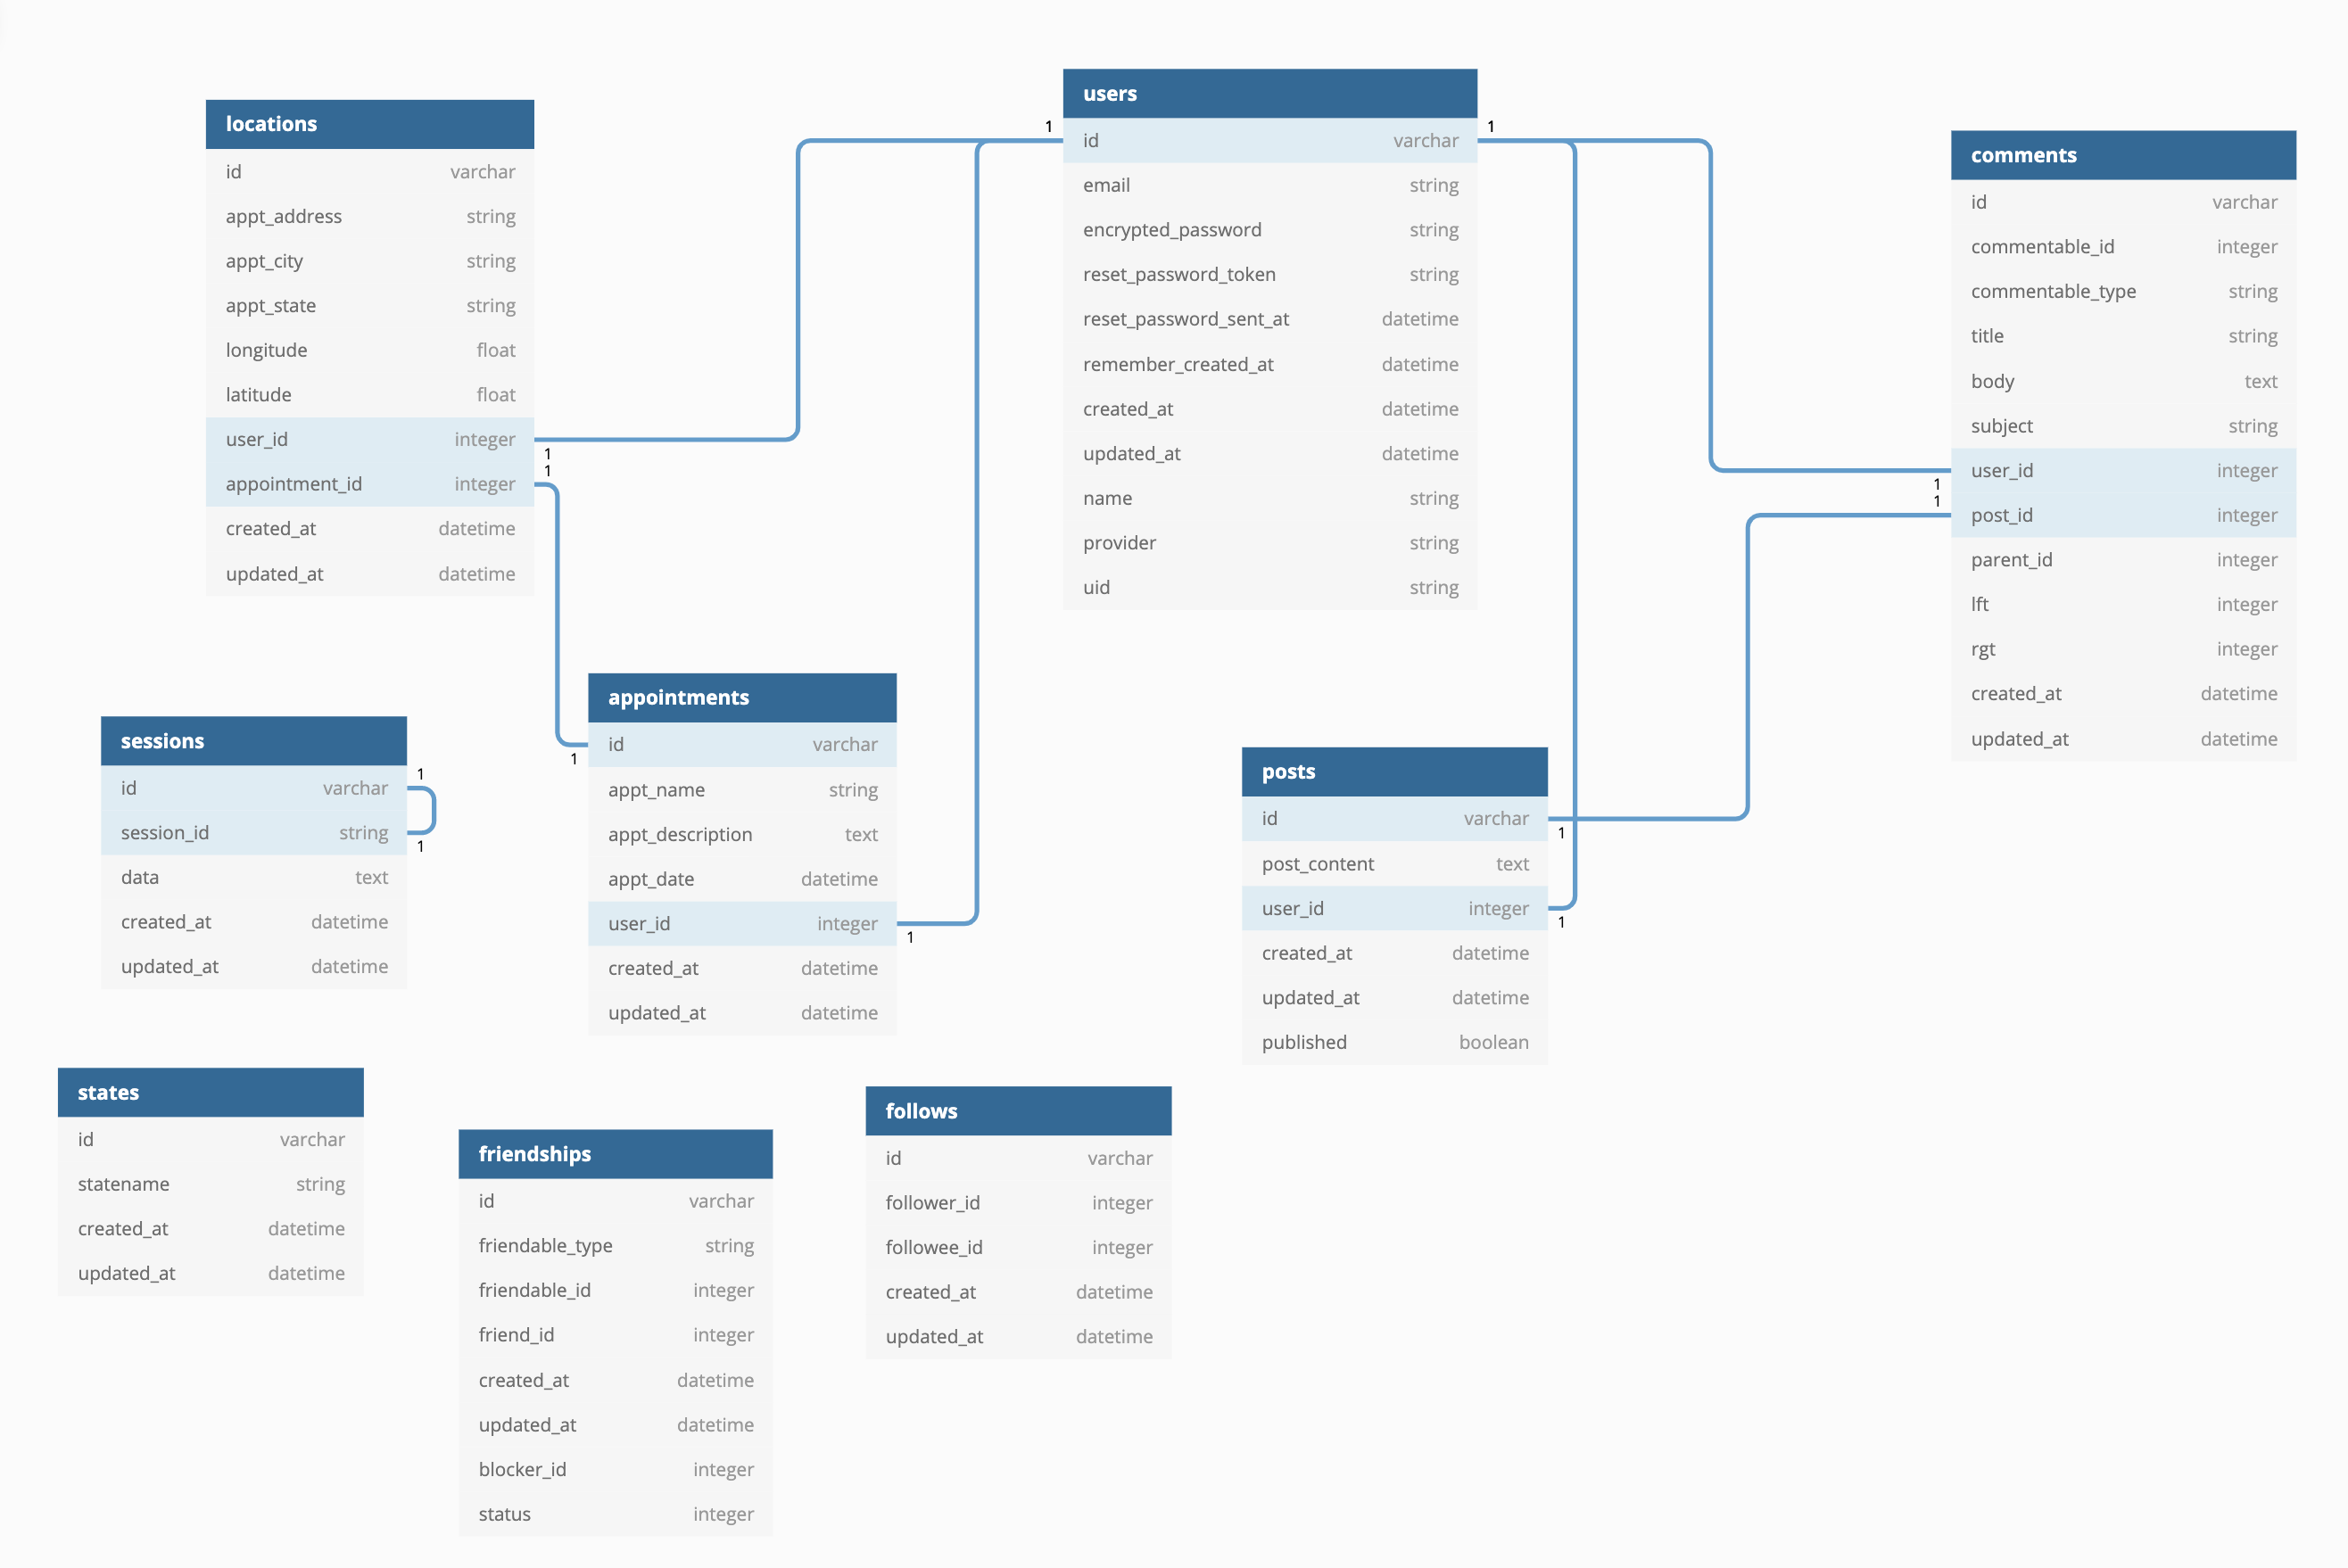 locations
id varchar
appt_address string
appt_city string
appt_state string
longitude float
latitude float
user_id integer
1
1
appointment_id integer
created_at datetime
updated_at datetime
users
1
1
id varchar
email string
encrypted_password string
reset_password_token string
reset_password_sent_at datetime
remember_created_at datetime
created_at datetime
updated_at datetime
name string
provider string
uid string
comments
id varchar
commentable_id integer
commentable_type string
title string
body text
subject string
user_id integer
1
1
post_id integer
parent_id integer
lft integer
rgt integer
created_at datetime
updated_at datetime
sessions
1
id varchar
session_id string
1
data text
created_at datetime
updated_at datetime
appointments
id varchar
1
appt_name string
appt_description text
appt_date datetime
user_id integer
1
created_at datetime
updated_at datetime
posts
id varchar
1
post_content text
user_id integer
1
created_at datetime
updated_at datetime
published boolean
states
id varchar
statename string
created_at datetime
updated_at datetime
friendships
id varchar
friendable_type string
friendable_id integer
friend_id integer
created_at datetime
updated_at datetime
blocker_id integer
status integer
follows
id varchar
follower_id integer
followee_id integer
created_at datetime
updated_at datetime